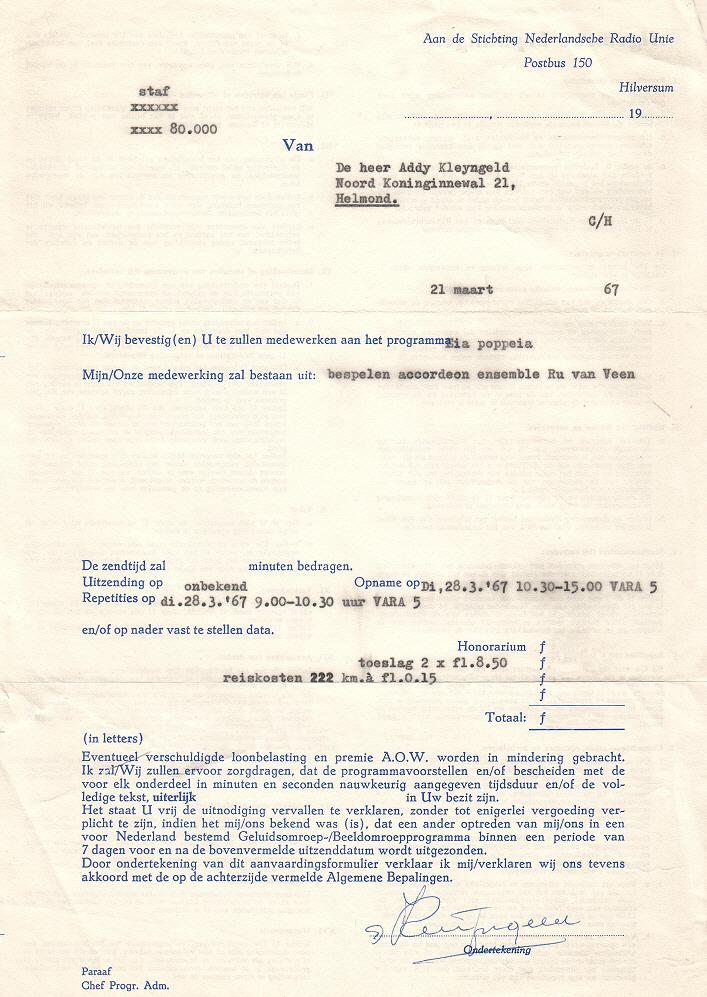 Aan de Stichting Nederlandsche Radio Unie
Postbus 150
Hilversum
staf
xxxxxx
xxxx 80.000
, 19
Van
De heer Addy Kleyngeld
Noord Koninginnewal 21,
Helmond.
G/H
21 maart 67
Ik/Wij bevestig(en) U te zullen medewerken aan het programma: Eia poppeia
Mijn/Onze medewerking zal bestaan uit: bespelen accordeon ensemble Ru van Veen
De zendtijd zal minuten bedragen.
Uitzending op onbekend Opname op Di,28.3.'67 10.30-15.00 VARA 5
Repetities op di.28.3.'67 9.00-10.30 uur VARA 5
en/of op nader vast te stellen data.
Honorarium f
toeslag 2 x fl.8.50 f
reiskosten 222 km.à fl.0.15 f
f
Totaal: f
(in letters)
Eventueel verschuldigde loonbelasting en premie A.O.W. worden in mindering gebracht.
Ik zal/Wij zullen ervoor zorgdragen, dat de programmavoorstellen en/of bescheiden met de
voor elk onderdeel in minuten en seconden nauwkeurig aangegeven tijdsduur en/of de vol-
ledige tekst, uiterlijk in Uw bezit zijn.
Het staat U vrij de uitnodiging vervallen te verklaren, zonder tot enigerlei vergoeding ver-
plicht te zijn, indien het mij/ons bekend was (is), dat een ander optreden van mij/ons in een
voor Nederland bestemd Geluidsomroep-/Beeldomroepprogramma binnen een periode van
7 dagen voor en na de bovenvermelde uitzenddatum wordt uitgezonden.
Door ondertekening van dit aanvaardingsformulier verklaar ik mij/verklaren wij ons tevens
akkoord met de op de achterzijde vermelde Algemene Bepalingen.
Ondertekening
Paraaf
Chef Progr. Adm.